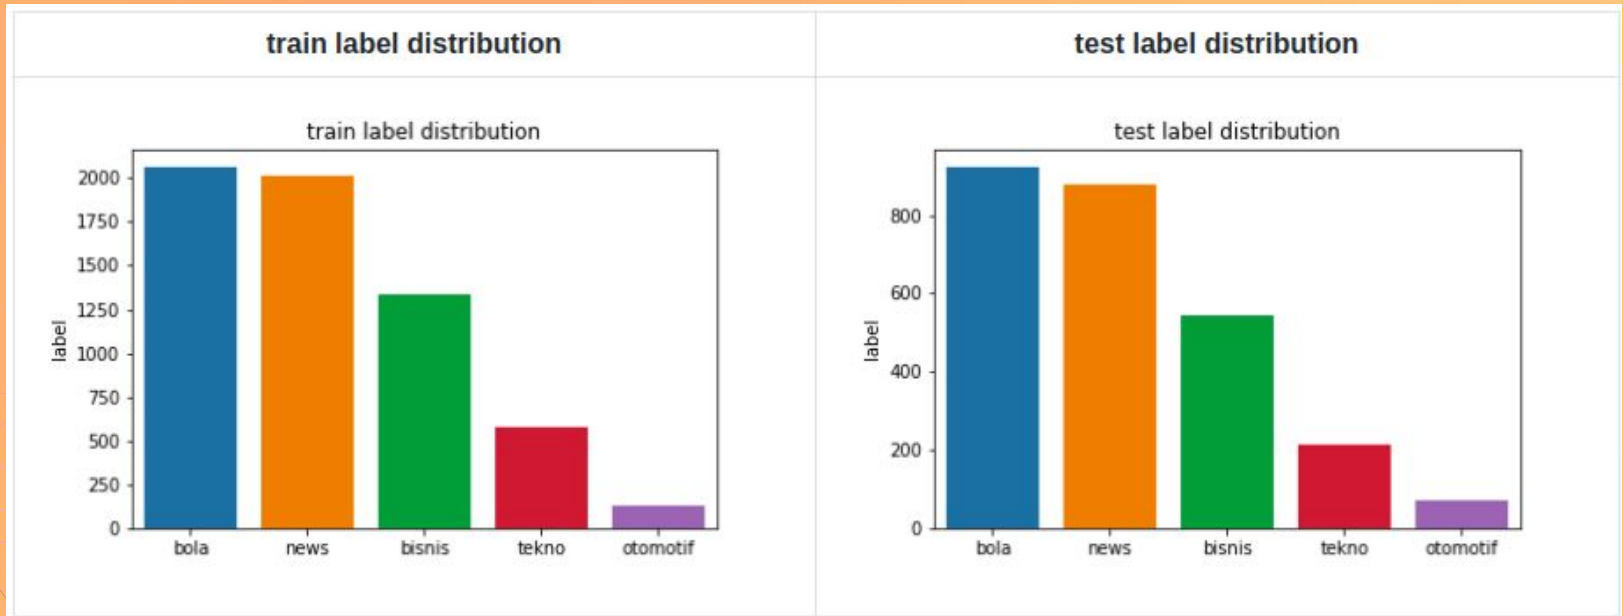 train label distribution
test label distribution
train label distribution
2000
1750
1500
1250
1000
750
500
250
0
label
bola news bisnis tekno otomotif
test label distribution
800
600
400
200
0
label
bola news bisnis tekno otomotif